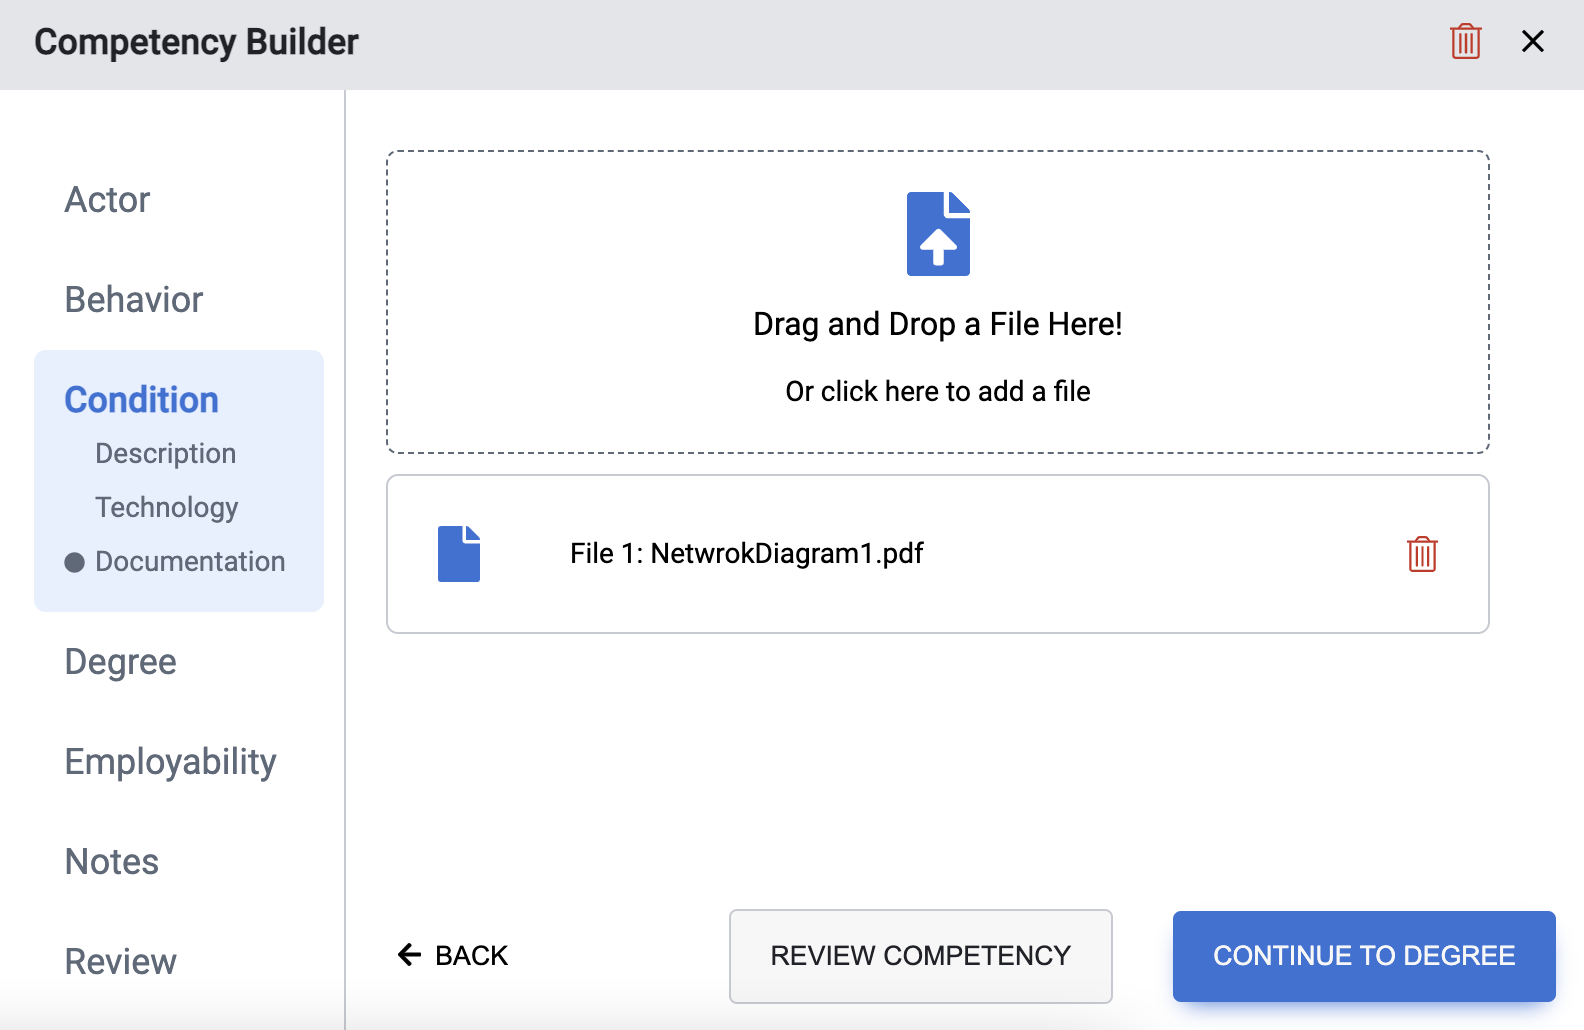 Competency Builder
Actor
Behavior
Condition
Description
Technology
Documentation
Degree
Employability
Notes
Review
Drag and Drop a File Here!
Or click here to add a file
File 1: NetwrokDiagram1.pdf
BACK
REVIEW COMPETENCY
CONTINUE TO DEGREE